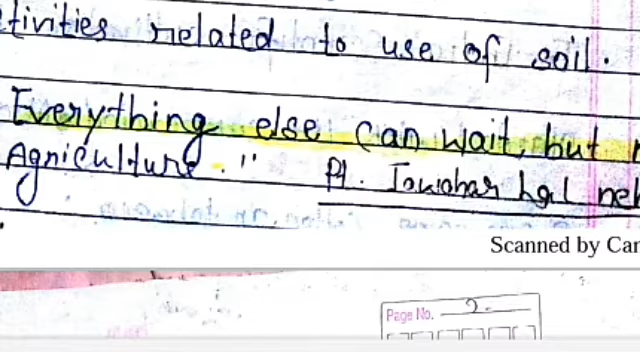 tivities related to use of soil.
Everything else can wait, but
Agriculture."
Pt. Jawahar Lal neh
Scanned by Cam
Page No. 2.